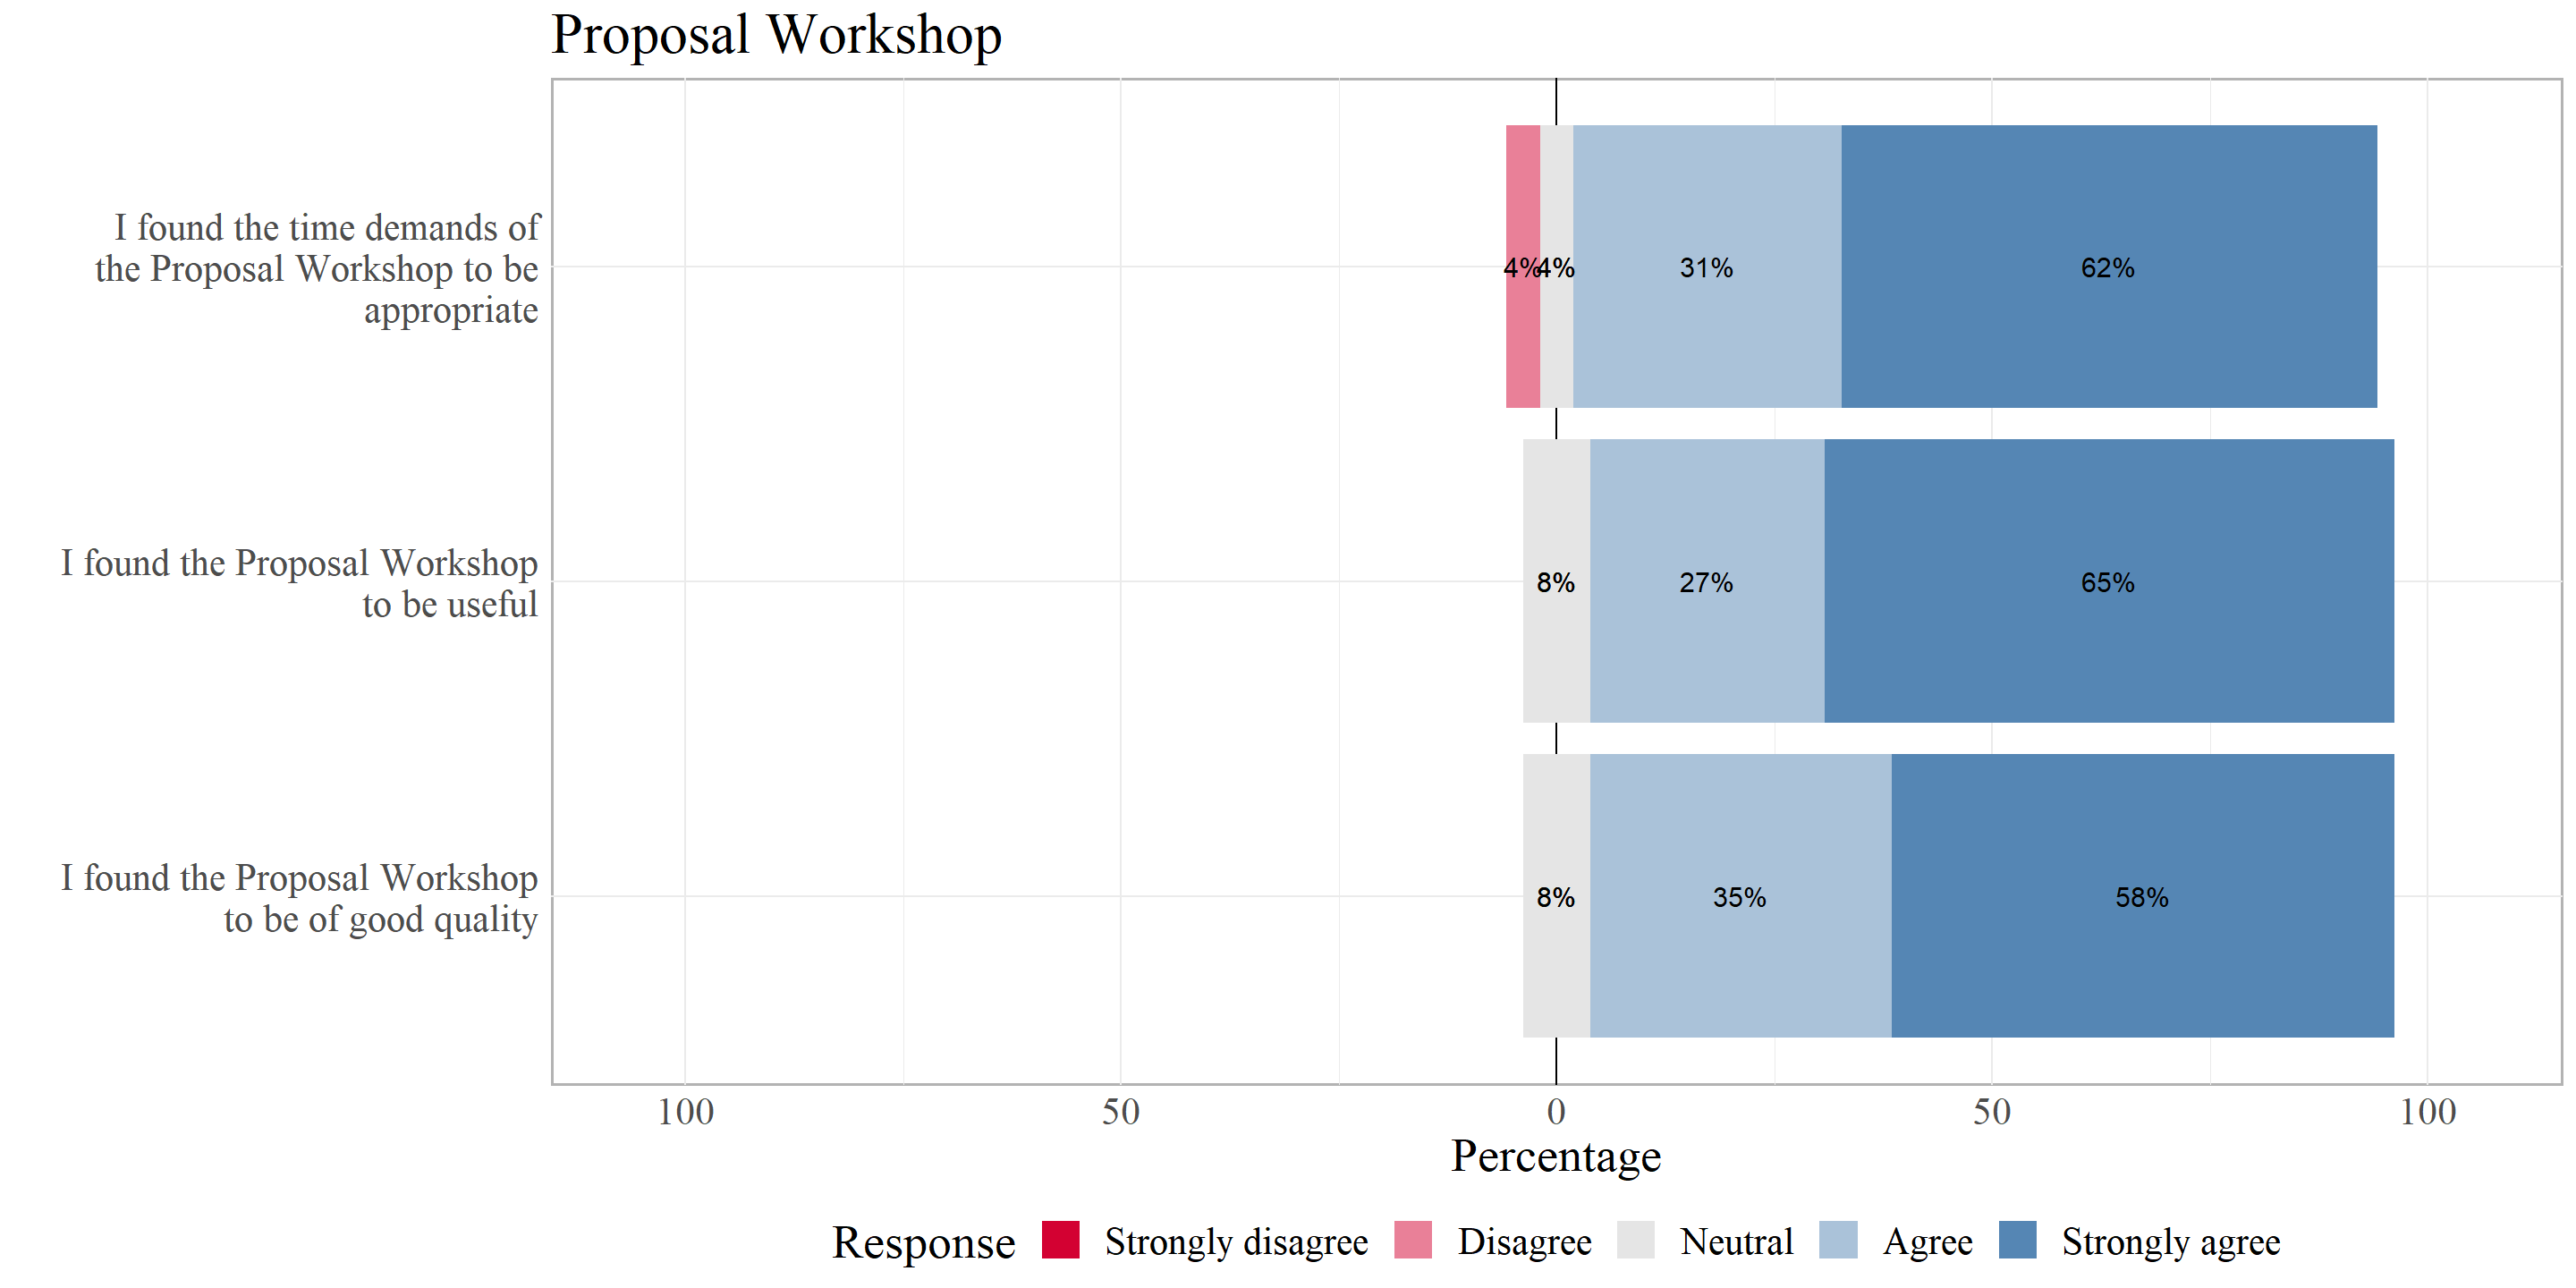 Proposal Workshop
I found the time demands of
the Proposal Workshop to be
appropriate
4%
4%
31%
62%
I found the Proposal Workshop
to be useful
8%
27%
65%
I found the Proposal Workshop
to be of good quality
8%
35%
58%
100
50
0
50
100
Percentage
Response
Strongly disagree
Disagree
Neutral
Agree
Strongly agree